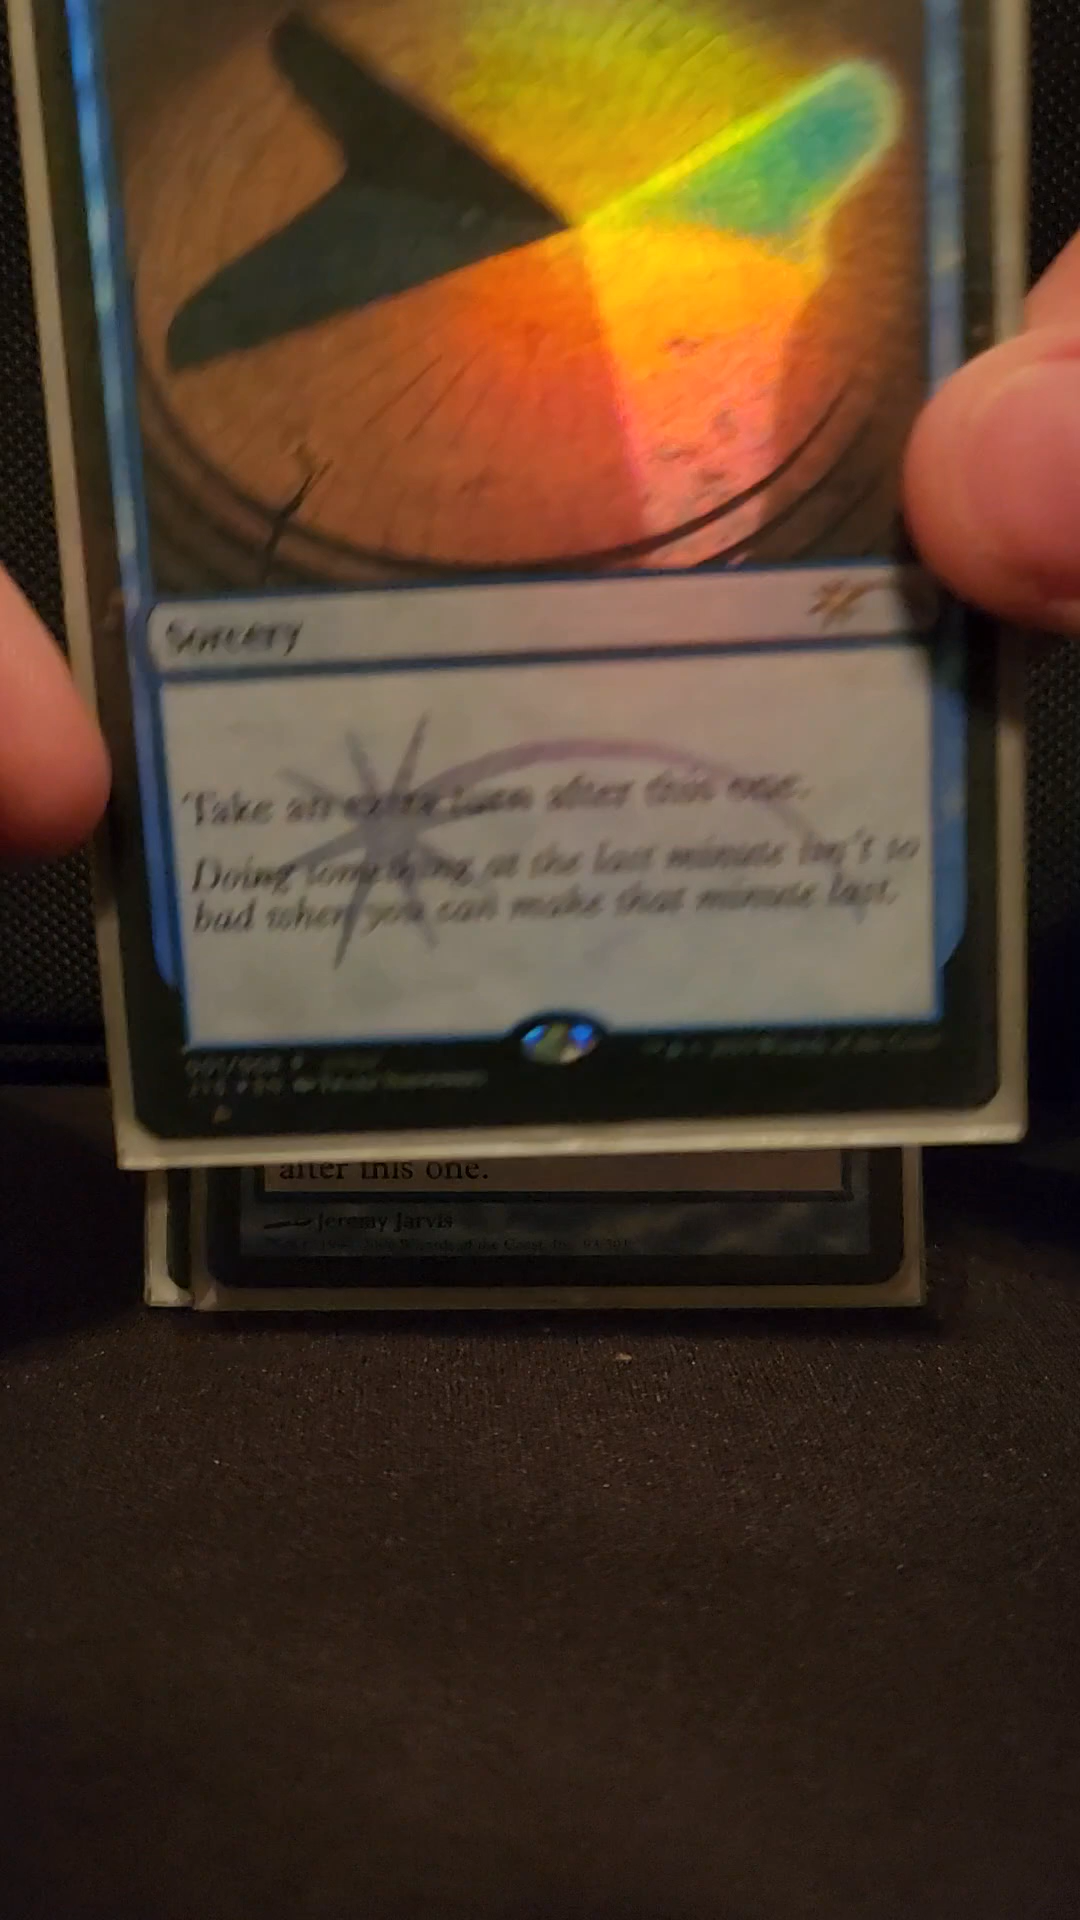 Sorcery
Take an extra turn after this one.
Doing something at the last minute isn't so
bad when you can make that minute last.
after this one.
Jeremy Jarvis